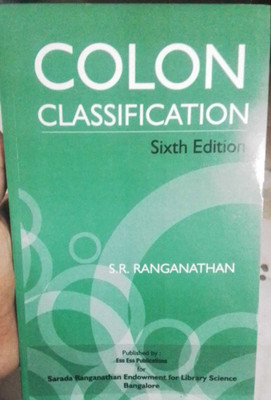 COLON
CLASSIFICATION
Sixth Edition
S.R. RANGANATHAN
Published by :
Ess Ess Publications
for
Sarada Ranganathan Endowment for Library Science
Bangalore